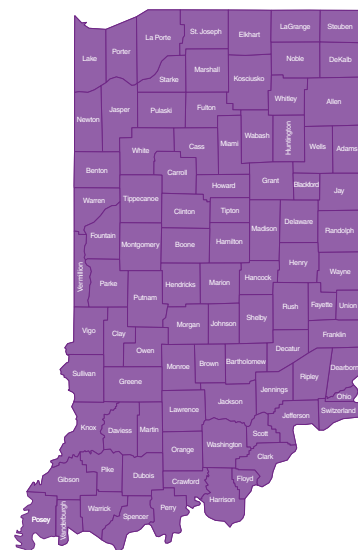 La Porte
St. Joseph
Elkhart
LaGrange
Steuben
Lake
Porter
Noble
DeKalb
Starke
Marshall
Kosciusko
Whitley
Allen
Newton
Jasper
Pulaski
Fulton
Huntington
Wabash
Miami
Wells
Adams
White
Cass
Carroll
Benton
Howard
Grant
Blackford
Jay
Warren
Tippecanoe
Clinton
Tipton
Madison
Delaware
Randolph
Fountain
Montgomery
Boone
Hamilton
Vermillion
Parke
Putnam
Hendricks
Marion
Hancock
Henry
Wayne
Vigo
Clay
Owen
Morgan
Johnson
Shelby
Rush
Fayette
Union
Franklin
Sullivan
Greene
Monroe
Brown
Bartholomew
Decatur
Ripley
Dearborn
Jennings
Ohio
Switzerland
Jefferson
Knox
Daviess
Martin
Lawrence
Jackson
Scott
Washington
Clark
Orange
Gibson
Pike
Dubois
Crawford
Floyd
Harrison
Posey
Vanderburgh
Warrick
Spencer
Perry